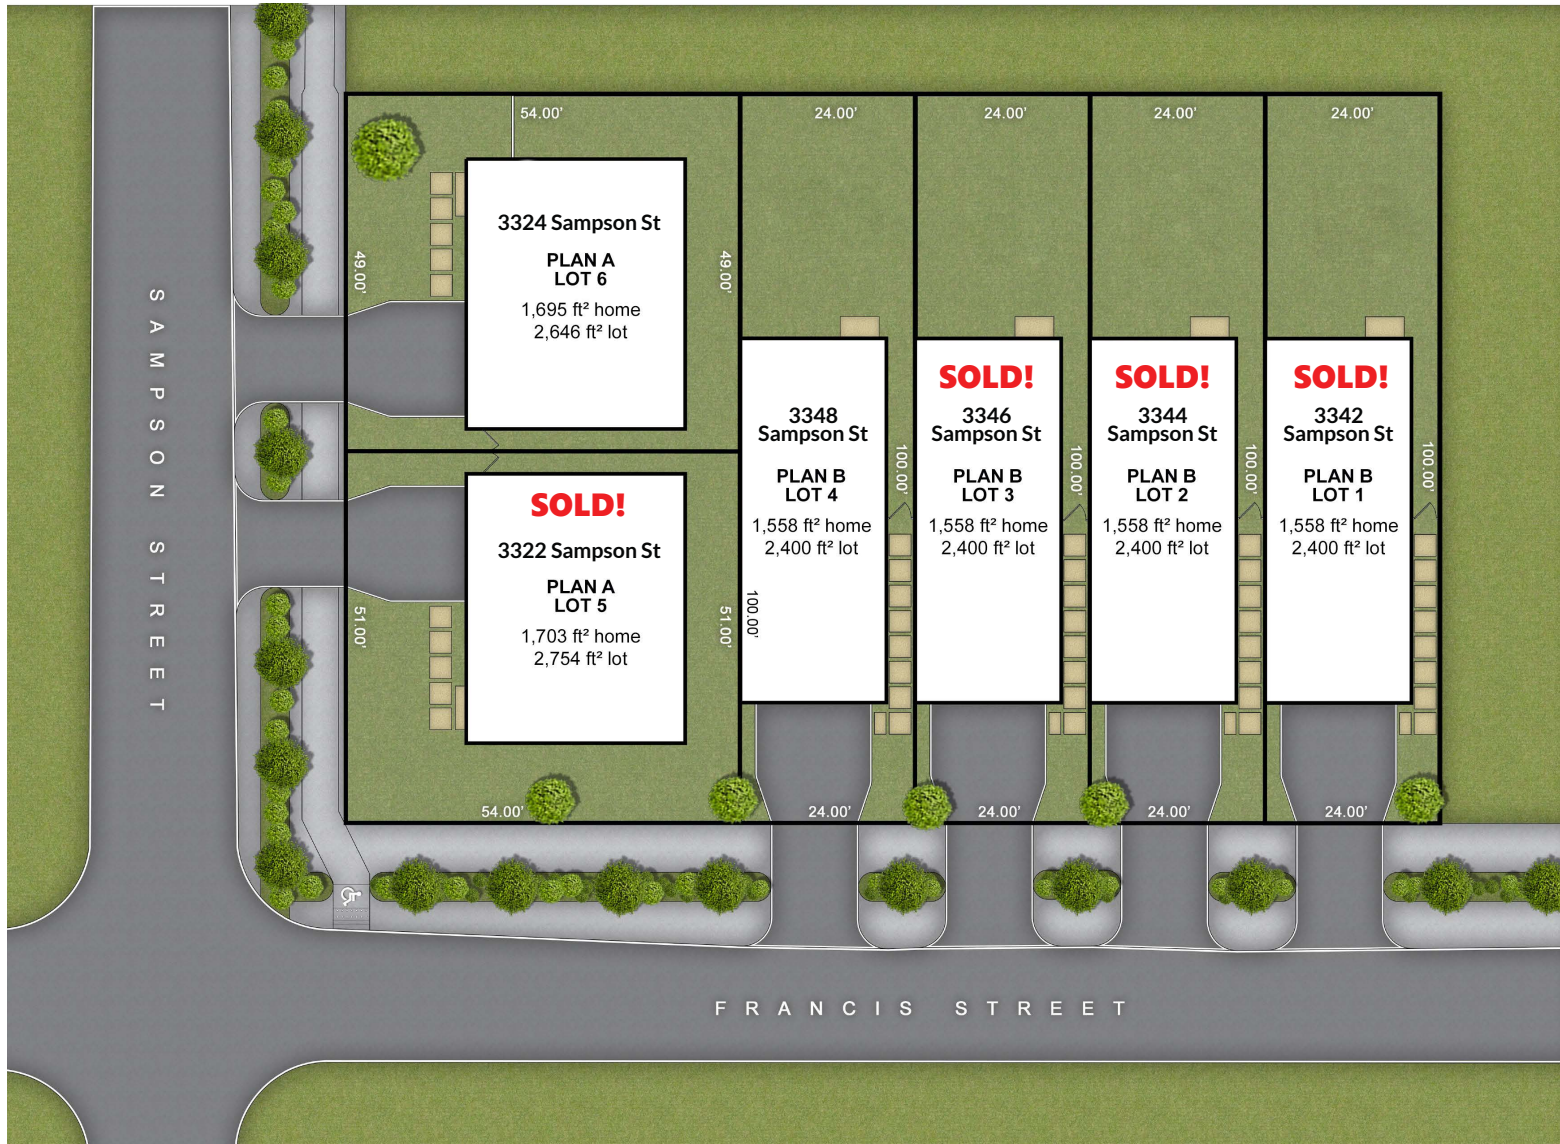 54.00'
24.00'
24.00'
24.00'
24.00'
3324 Sampson St
PLAN A
LOT 6
1,695 ft² home
2,646 ft² lot
49.00'
49.00'
SOLD!
3322 Sampson St
PLAN A
LOT 5
1,703 ft² home
2,754 ft² lot
51.00'
51.00'
54.00'
3348
Sampson St
PLAN B
LOT 4
1,558 ft² home
2,400 ft² lot
100.00'
100.00'
24.00'
SOLD!
3346
Sampson St
PLAN B
LOT 3
1,558 ft² home
2,400 ft² lot
100.00'
24.00'
SOLD!
3344
Sampson St
PLAN B
LOT 2
1,558 ft² home
2,400 ft² lot
100.00'
24.00'
SOLD!
3342
Sampson St
PLAN B
LOT 1
1,558 ft² home
2,400 ft² lot
100.00'
24.00'
SAMPSON STREET
FRANCIS STREET